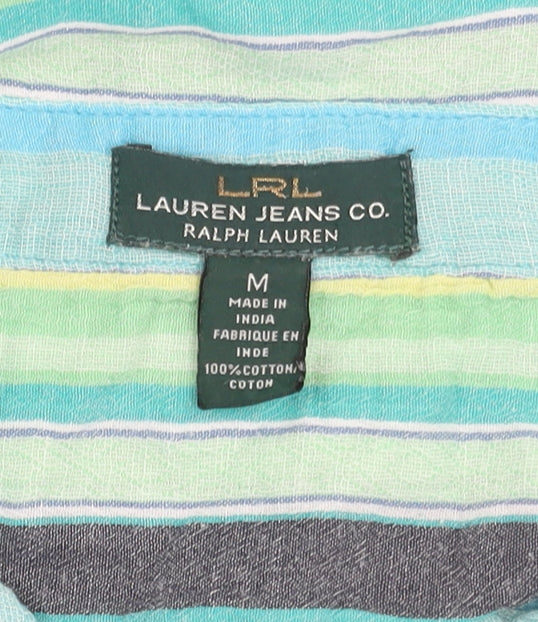 LRL
LAUREN JEANS CO.
RALPH LAUREN
M
MADE IN
INDIA
FABRIQUE EN
INDE
100% COTTON/
COTON